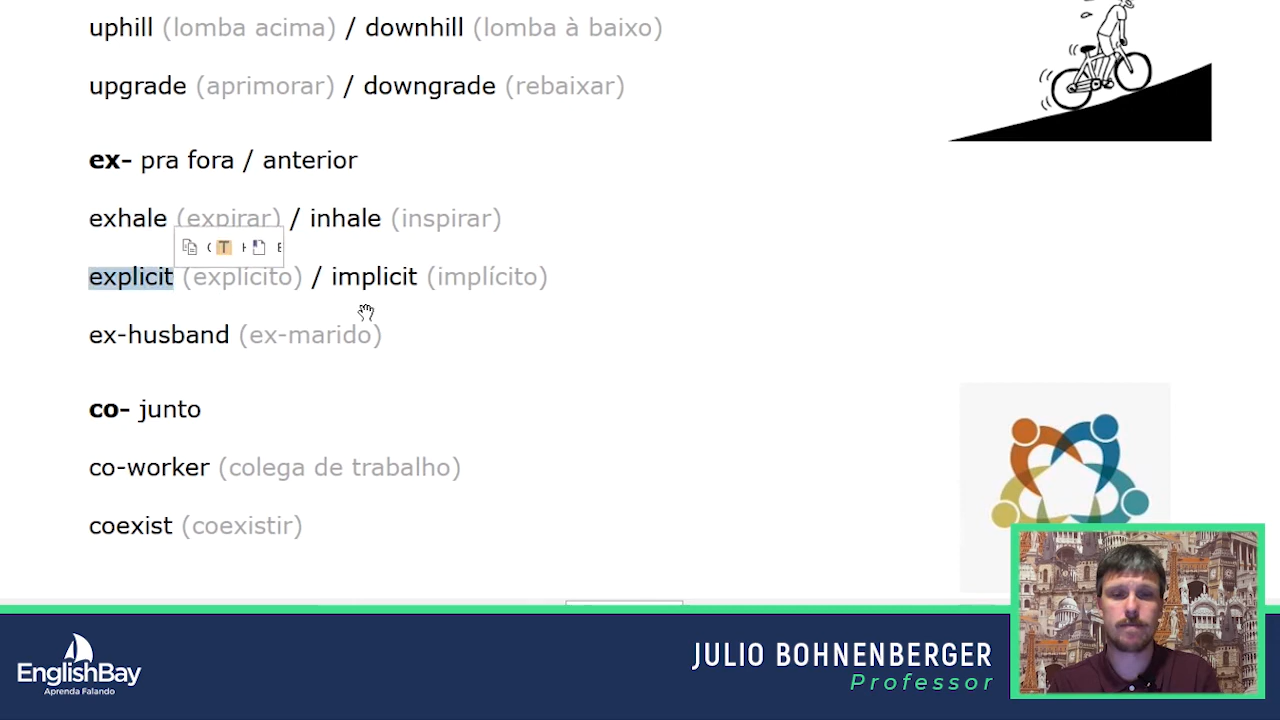 uphill (lomba acima) / downhill (lomba à baixo)
upgrade (aprimorar) / downgrade (rebaixar)
ex- pra fora / anterior
exhale (expirar) / inhale (inspirar)
T
explicit (explícito) / implicit (implícito)
ex-husband (ex-marido)
co- junto
co-worker (colega de trabalho)
coexist (coexistir)
EnglishBay
Aprenda Falando
JULIO BOHNENBERGER
Professor